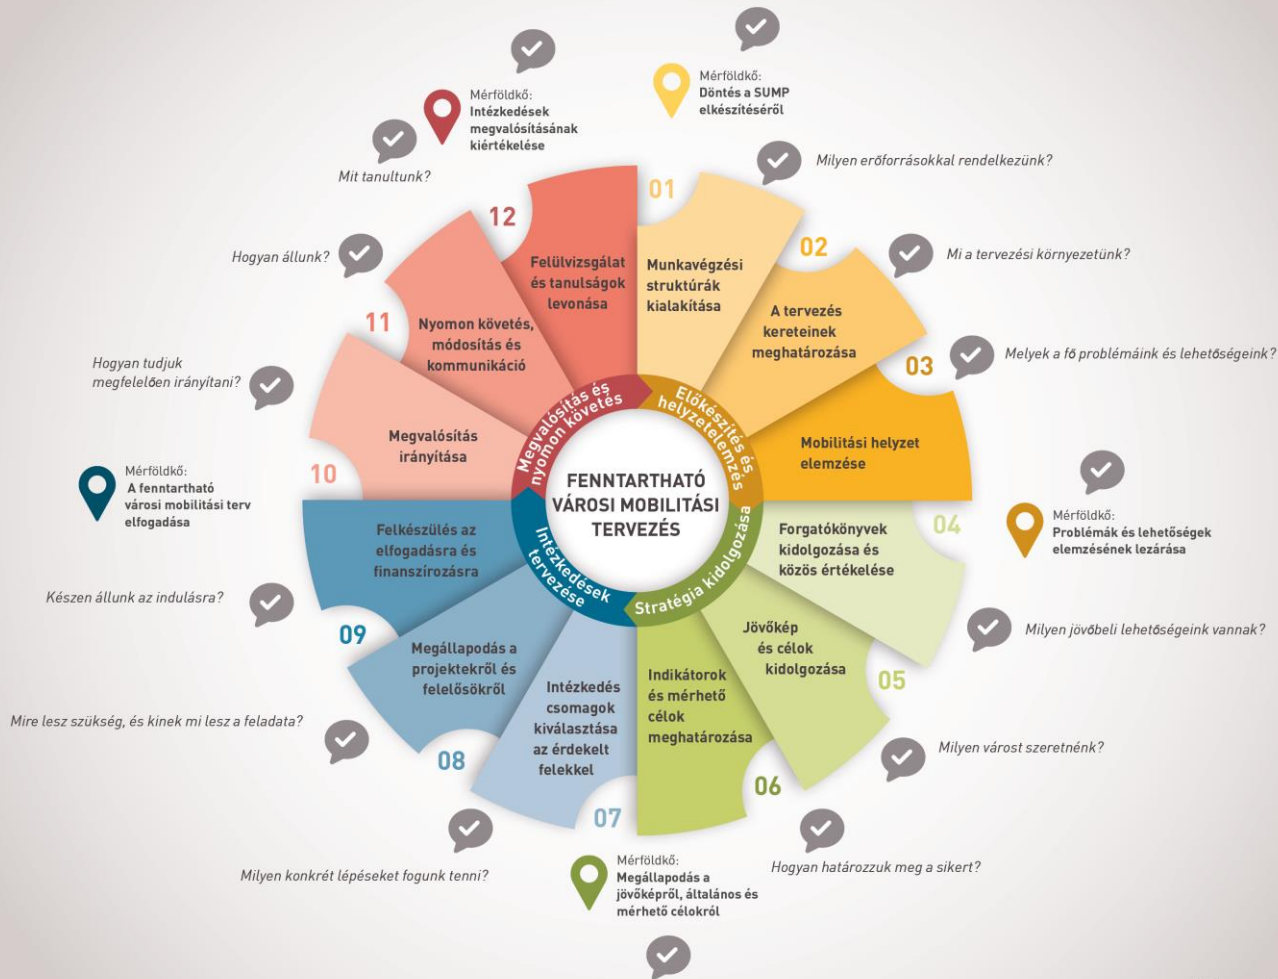 Mérföldkő:
Döntés a SUMP
elkészítéséről
Mérföldkő:
Intézkedések
megvalósításának
kiértékelése
Milyen erőforrásokkal rendelkezünk?
Mi a tervezési környezetünk?
Melyek a fő problémáink és lehetőségeink?
Mit tanultunk?
Hogyan állunk?
Hogyan tudjuk
megfelelően irányítani?
01
Munkavégzési
struktúrák
kialakítása
02
A tervezés
kereteinek
meghatározása
03
Mobilitási helyzet
elemzése
04
Forgatókönyvek
kidolgozása és
közös értékelése
Mérföldkő:
Problémák és lehetőségek
elemzésének lezárása
Milyen jövőbeli lehetőségeink vannak?
05
Jövőkép
és célok
kidolgozása
Milyen várost szeretnénk?
06
Indikátorok
és mérhető
célok
meghatározása
Hogyan határozzuk meg a sikert?
Mérföldkő:
Megállapodás a
jövőképről, általános és
mérhető célokról
07
Intézkedés
csomagok
kiválasztása
az érdekelt
felekkel
Milyen konkrét lépéseket fogunk tenni?
08
Megállapodás a
projektekről és
felelősökről
Mire lesz szükség, és kinek mi lesz a feladata?
09
Felkészülés az
elfogadásra és
finanszírozásra
Készen állunk az indulásra?
Mérföldkő:
A fenntartható
városi mobilitási terv
elfogadása
10
Megvalósítás
irányítása
11
Nyomon követés,
módosítás és
kommunikáció
12
Felülvizsgálat
és tanulságok
levonása
Előkészítés és
helyzetelemzés
Stratégia kidolgozása
Intézkedések
tervezése
Megvalósítás és
nyomon követés
FENNTARTHATÓ
VÁROSI MOBILITÁSI
TERVEZÉS